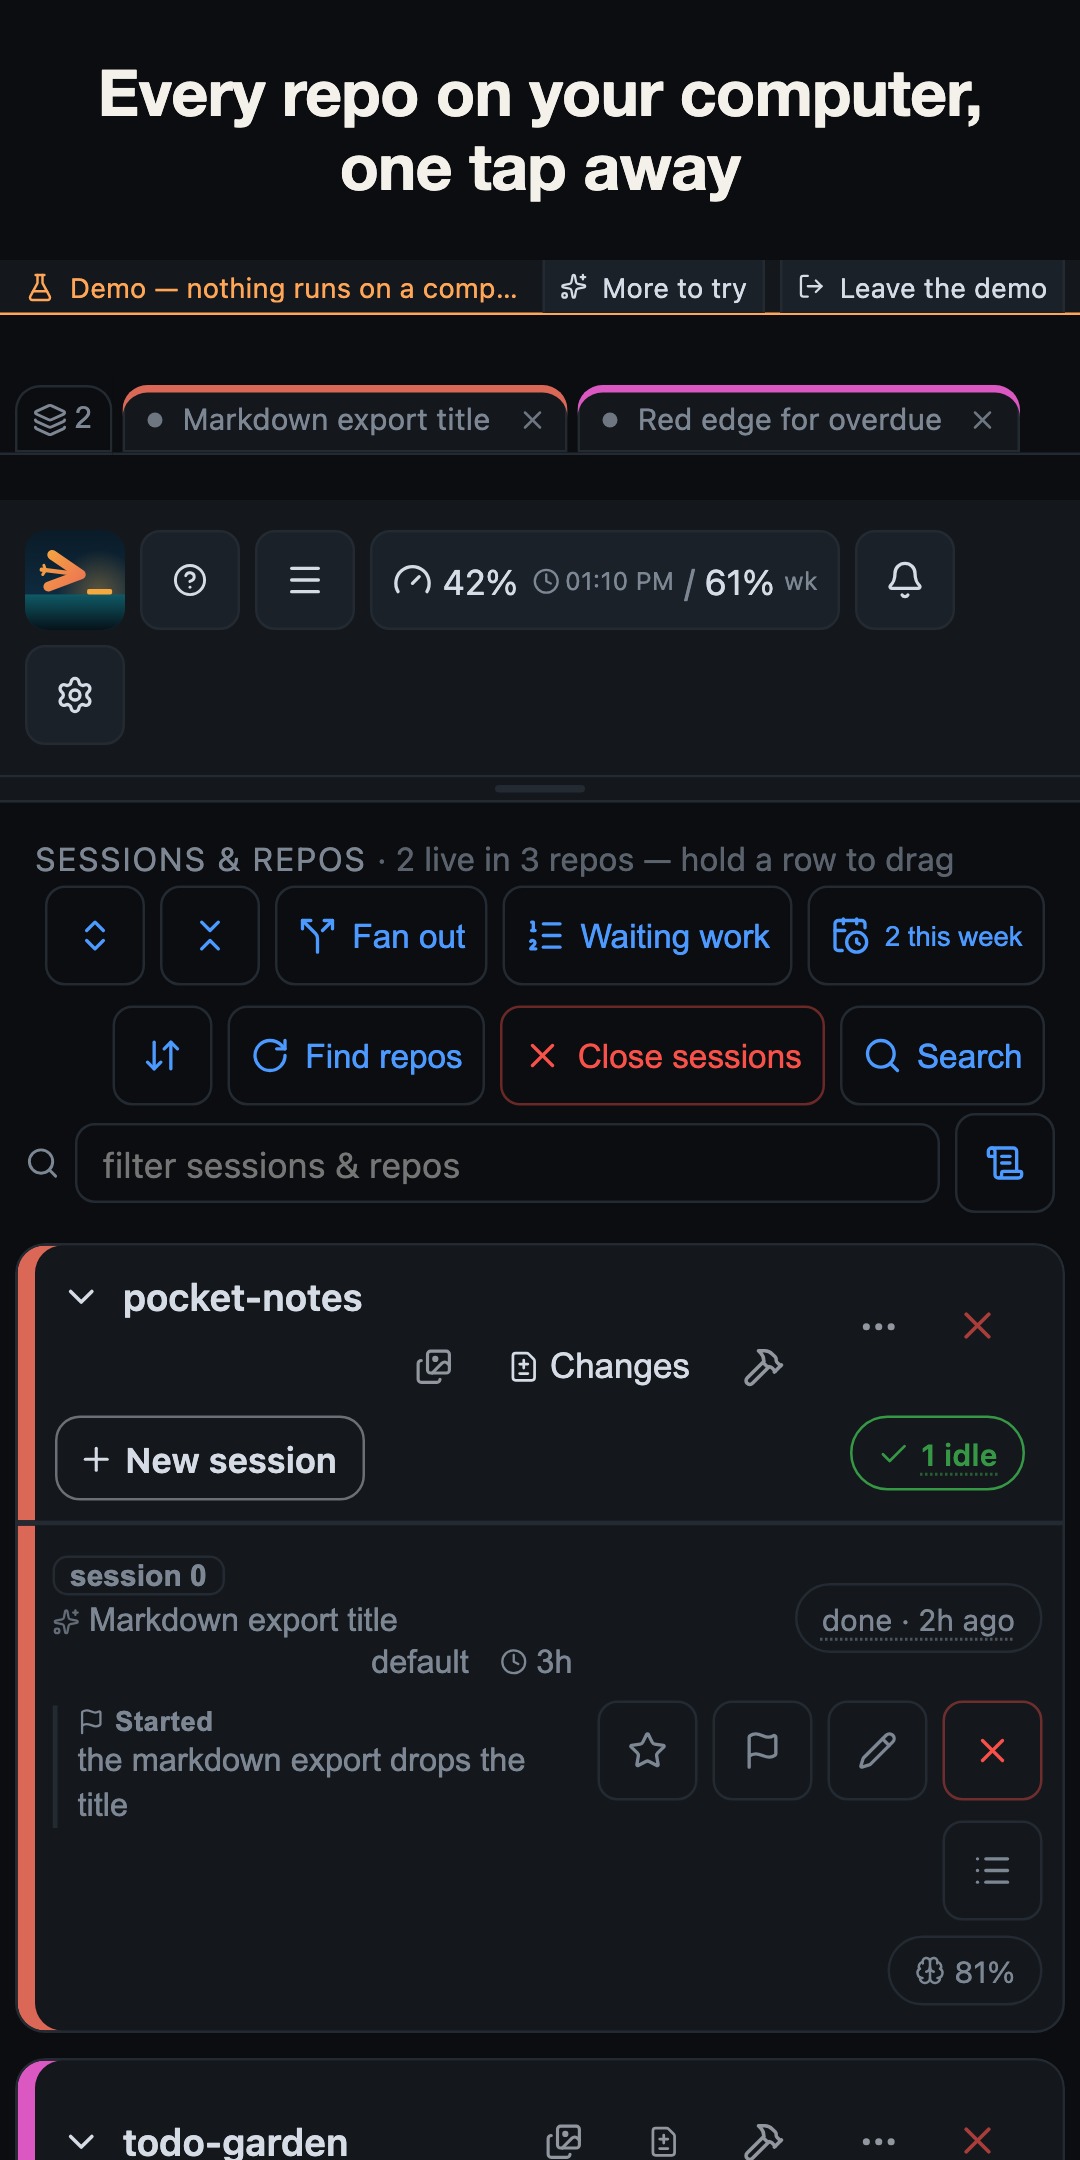 Every repo on your computer,
one tap away
Demo — nothing runs on a comp... More to try Leave the demo
2 Markdown export title Red edge for overdue
42% 01:10 PM / 61% wk
SESSIONS & REPOS · 2 live in 3 repos — hold a row to drag
Fan out Waiting work 2 this week
Find repos Close sessions Search
filter sessions & repos
pocket-notes
Changes
New session 1 idle
session 0
Markdown export title done · 2h ago
default 3h
Started
the markdown export drops the
title
81%
todo-garden